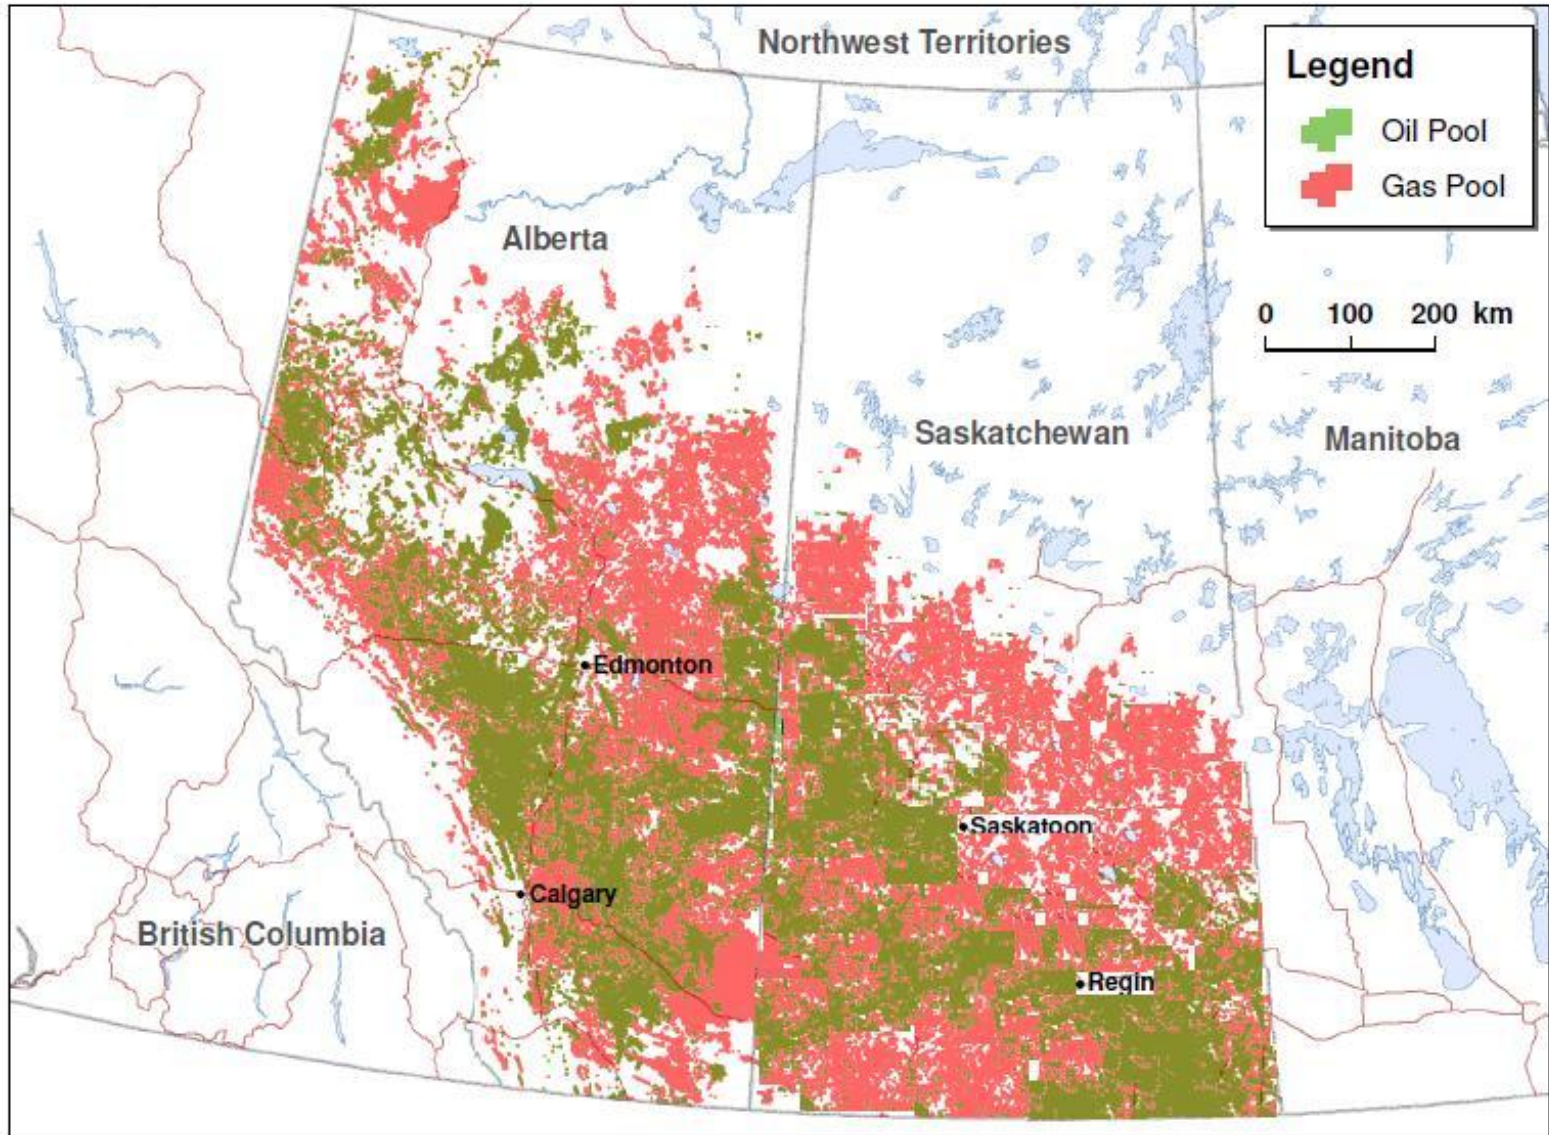 Northwest Territories
Legend
Oil Pool
Gas Pool
Alberta
0 100 200 km
Saskatchewan
Manitoba
Edmonton
Saskatoon
Calgary
British Columbia
Regin